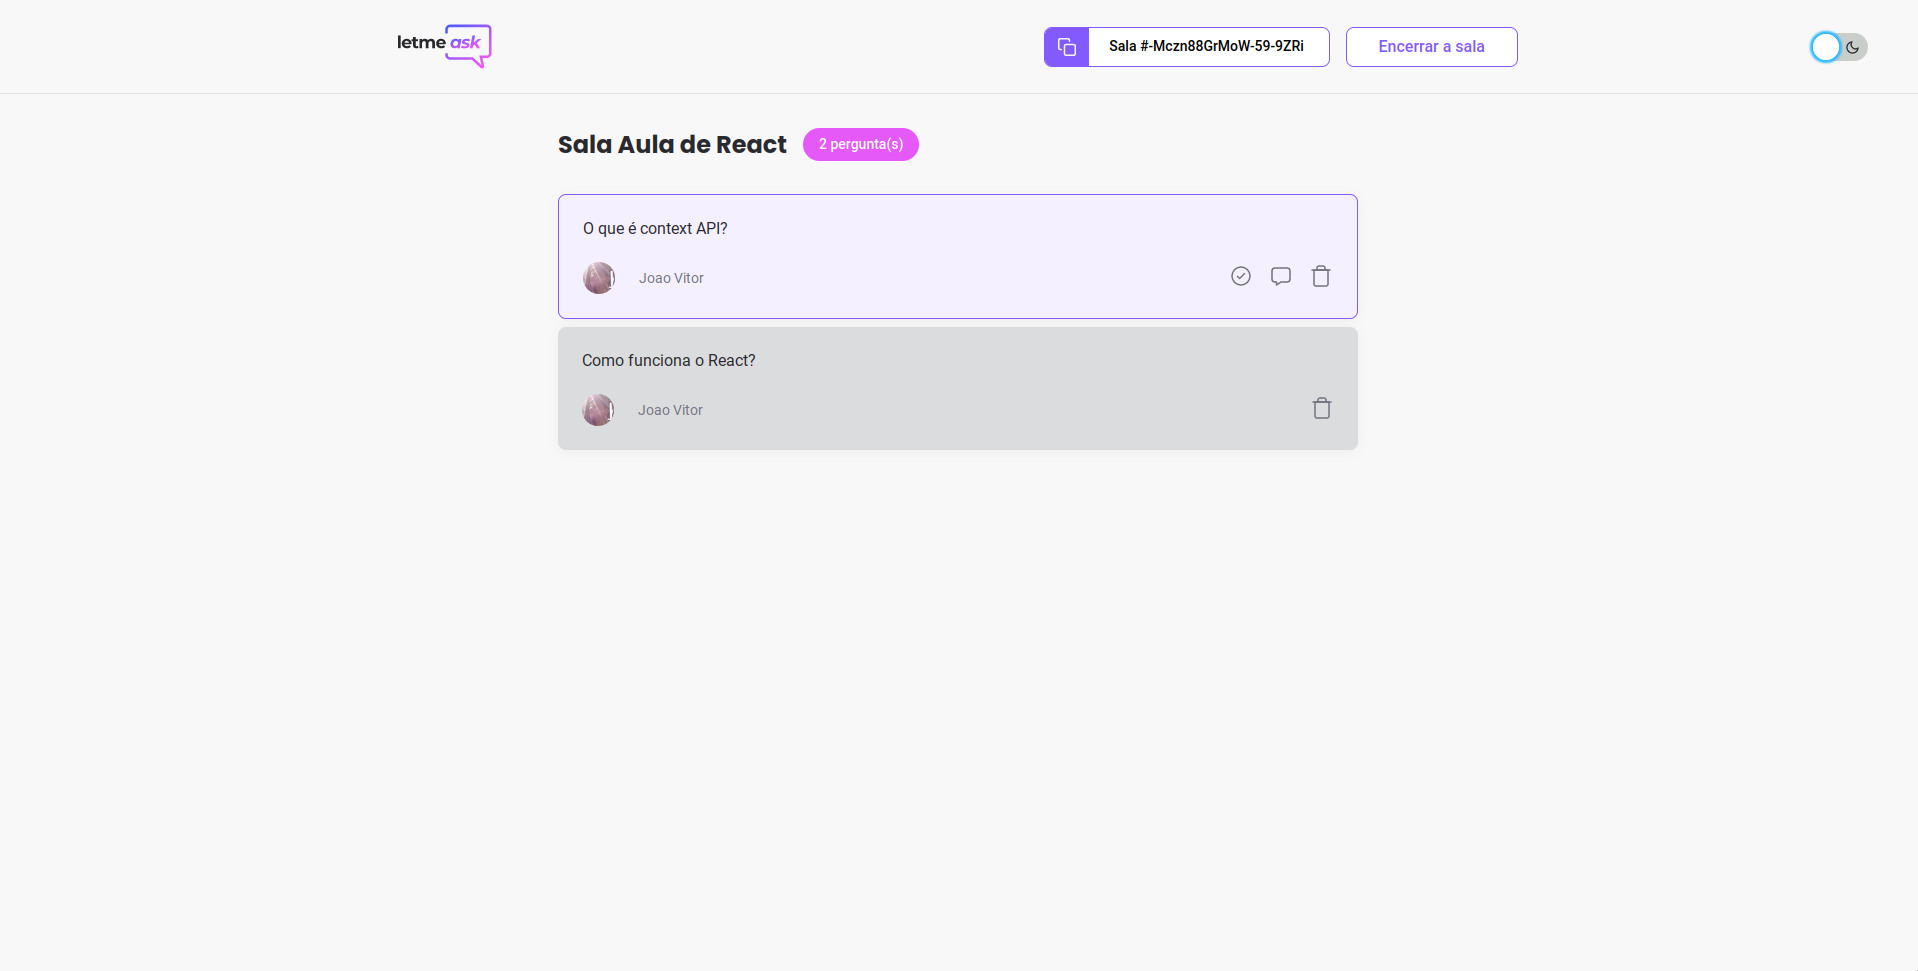 letme ask
Sala #-Mczn88GrMoW-59-9ZRi
Encerrar a sala
Sala Aula de React
2 pergunta(s)
O que é context API?
Joao Vitor
Como funciona o React?
Joao Vitor